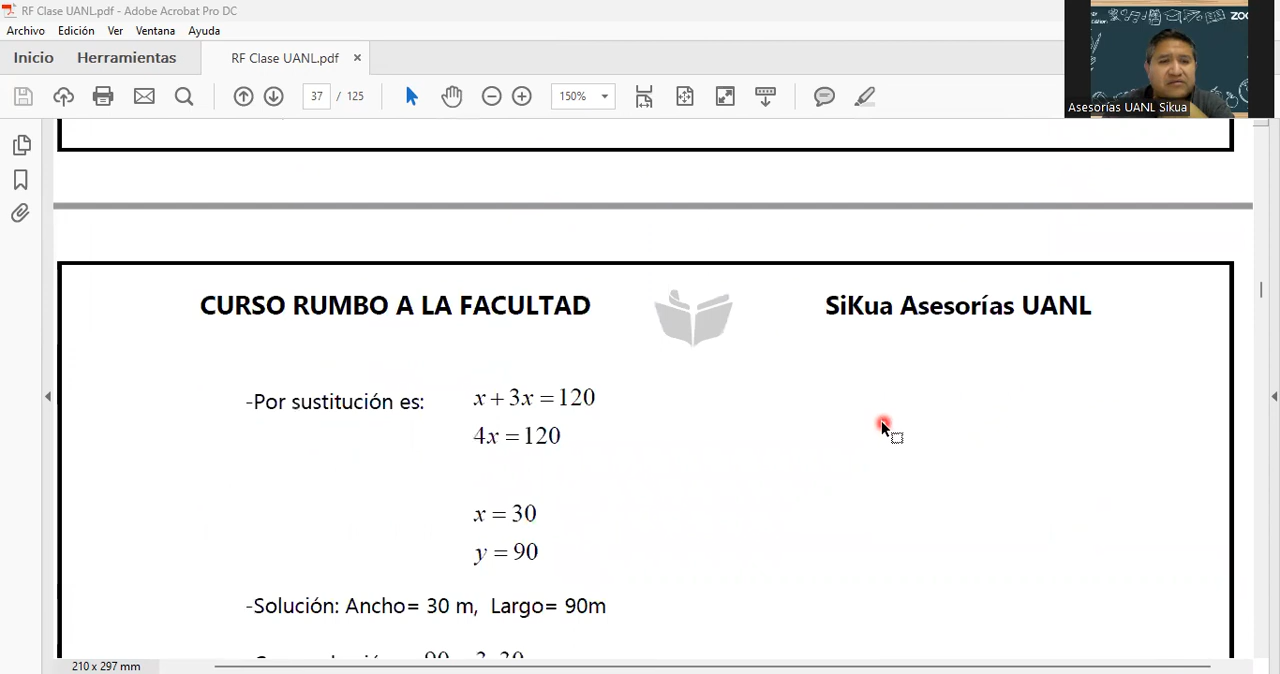 RF Clase UANL.pdf - Adobe Acrobat Pro DC
Archivo Edición Ver Ventana Ayuda
Inicio Herramientas RF Clase UANL.pdf ×
37 / 125 150%
Asesorías UANL Sikua
CURSO RUMBO A LA FACULTAD SiKua Asesorías UANL
-Por sustitución es: x + 3x = 120
4x = 120
x = 30
y = 90
-Solución: Ancho= 30 m, Largo= 90m
210 x 297 mm